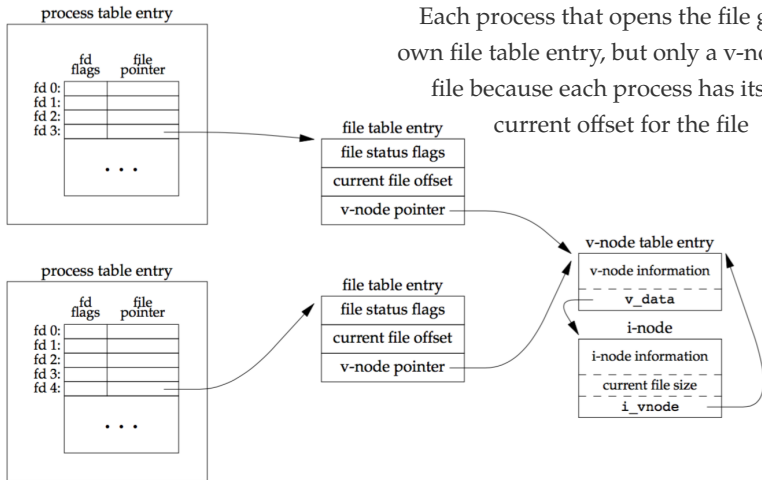 Each process that opens the file
own file table entry, but only a
file because each process has its
current offset for the file
process table entry
fd flags
file pointer
fd 0:
fd 1:
fd 2:
fd 3:
• • •
file table entry
file status flags
current file offset
v-node pointer
process table entry
fd flags
file pointer
fd 0:
fd 1:
fd 2:
fd 3:
fd 4:
• • •
file table entry
file status flags
current file offset
v-node pointer
v-node table entry
v-node information
v_data
i-node
i-node information
current file size
i_vnode